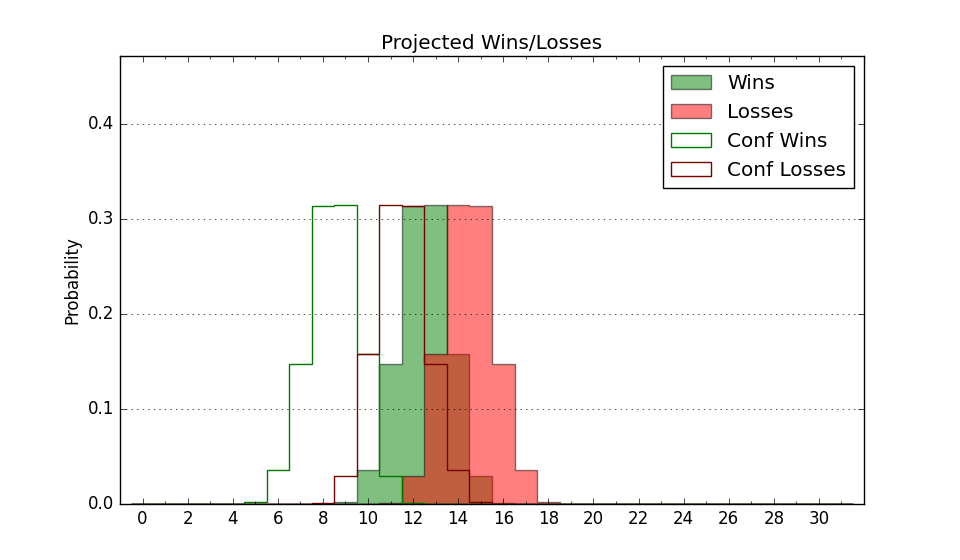 Projected Wins/Losses
Wins
Losses
Conf Wins
Conf Losses
Probability
0.4
0.3
0.2
0.1
0.0
0 2 4 6 8 10 12 14 16 18 20 22 24 26 28 30